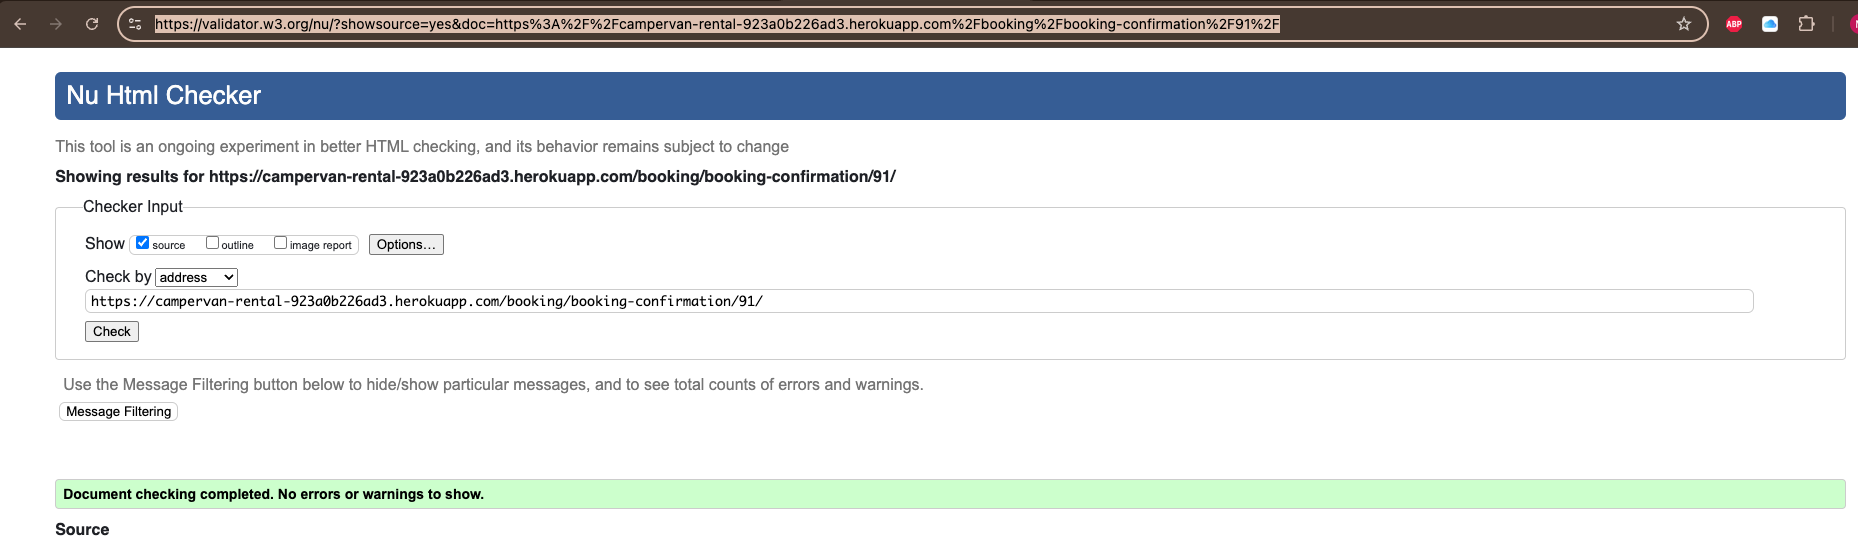 https://validator.w3.org/nu/?showsource=yes&doc=https%3A%2F%2Fcampervan-rental-923a0b226ad3.herokuapp.com%2Fbooking%2Fbooking-confirmation%2F91%2F
ABP
Nu Html Checker
This tool is an ongoing experiment in better HTML checking, and its behavior remains subject to change
Showing results for https://campervan-rental-923a0b226ad3.herokuapp.com/booking/booking-confirmation/91/
Checker Input
Show source outline image report Options...
Check by address
https://campervan-rental-923a0b226ad3.herokuapp.com/booking/booking-confirmation/91/
Check
Use the Message Filtering button below to hide/show particular messages, and to see total counts of errors and warnings.
Message Filtering
Document checking completed. No errors or warnings to show.
Source